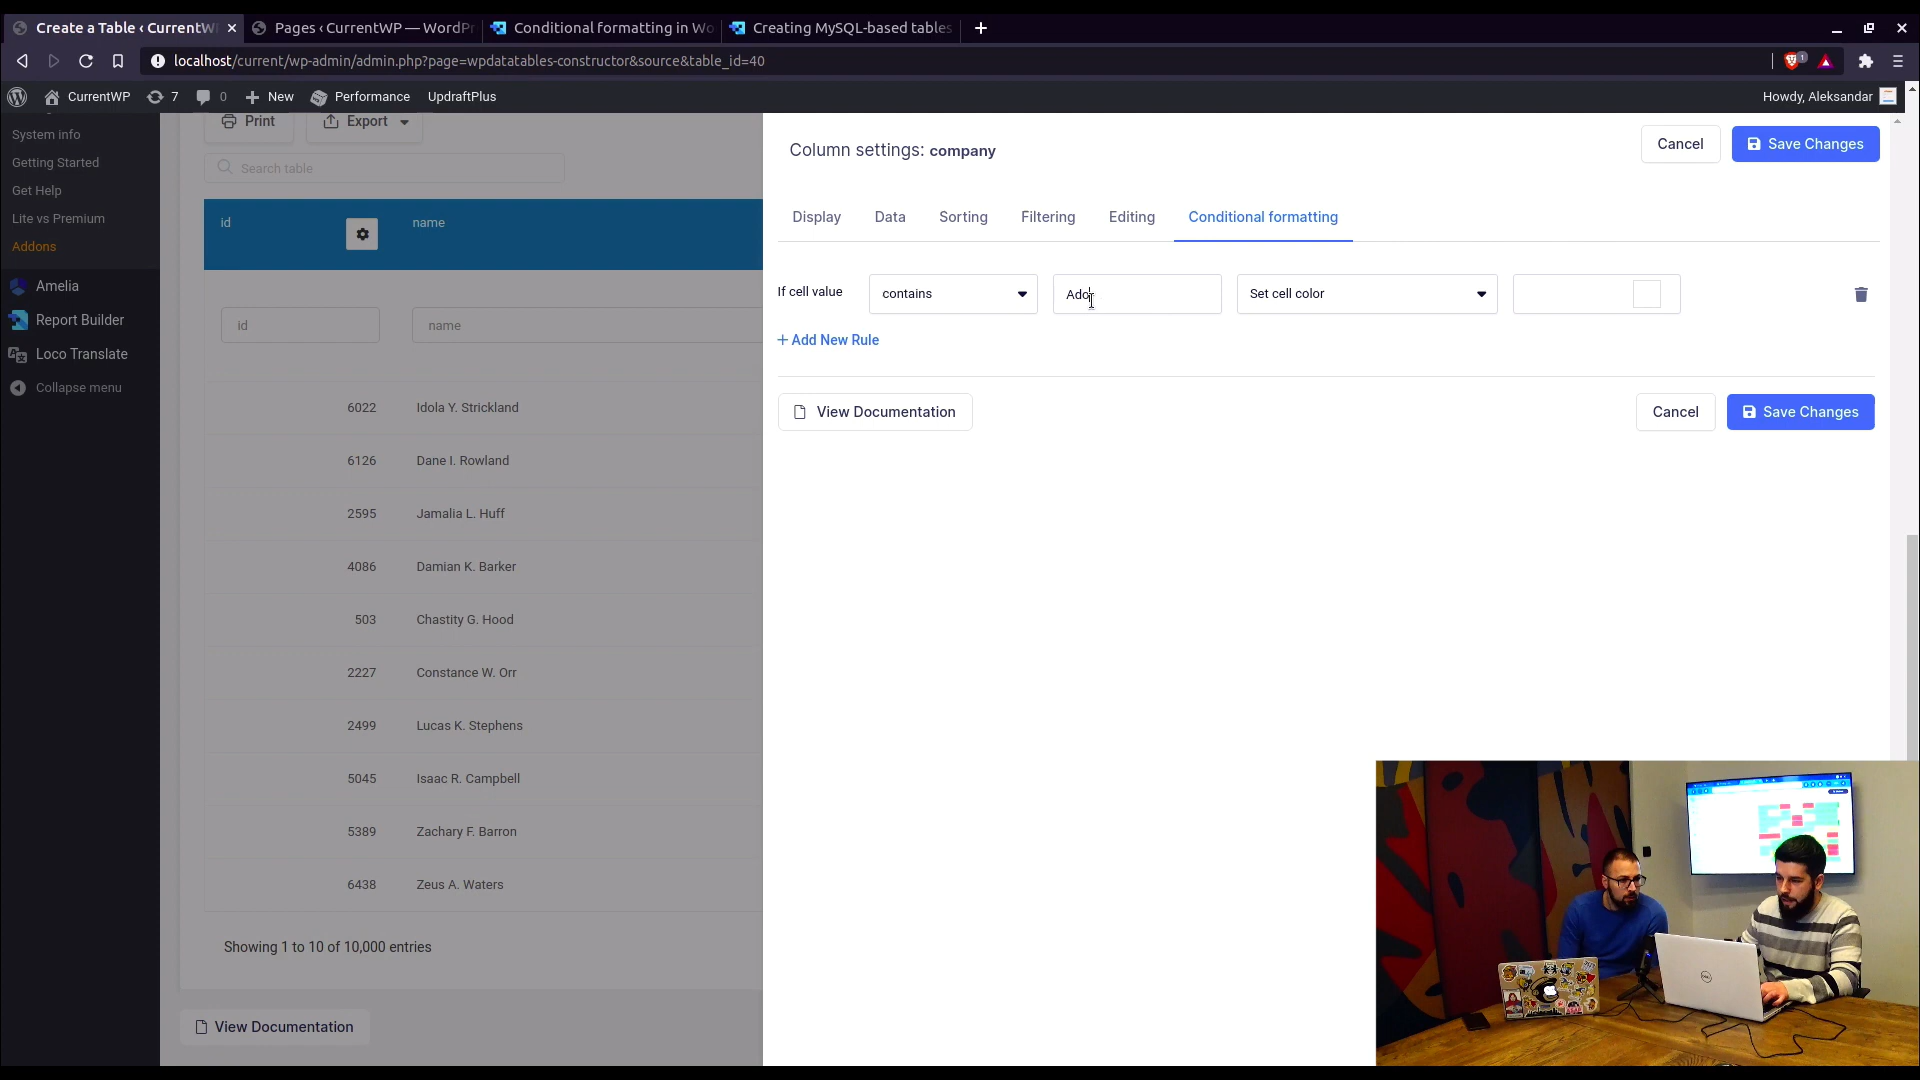 Create a Table ‹ CurrentWP
Pages ‹ CurrentWP — WordPr
Conditional formatting in Wo
Creating MySQL-based tables
localhost/current/wp-admin/admin.php?page=wpdatatables-constructor&source&table_id=40
1
CurrentWP
7
0
New
Performance
UpdraftPlus
Howdy, Aleksandar
System info
Getting Started
Get Help
Lite vs Premium
Addons
Amelia
Report Builder
Loco Translate
Collapse menu
Print
Export
Search table
id
name
id
name
6022 Idola Y. Strickland
6126 Dane I. Rowland
2595 Jamalia L. Huff
4086 Damian K. Barker
503 Chastity G. Hood
2227 Constance W. Orr
2499 Lucas K. Stephens
5045 Isaac R. Campbell
5389 Zachary F. Barron
6438 Zeus A. Waters
Showing 1 to 10 of 10,000 entries
View Documentation
Column settings: company
Cancel
Save Changes
Display
Data
Sorting
Filtering
Editing
Conditional formatting
If cell value
contains
Ado
Set cell color
+ Add New Rule
View Documentation
Cancel
Save Changes
DELL